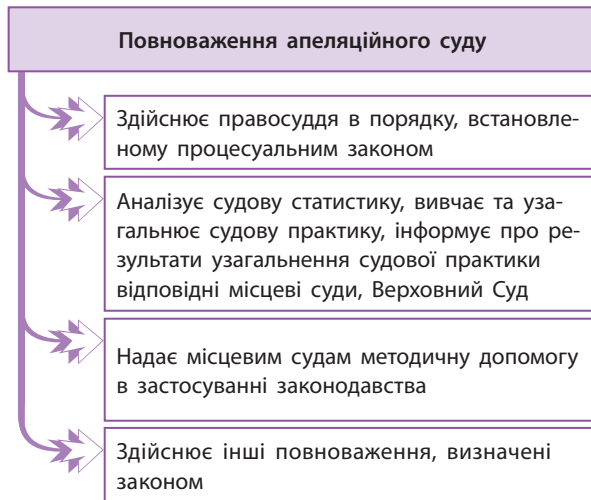 Повноваження апеляційного суду
Здійснює правосуддя в порядку, встановле-
ному процесуальним законом
Аналізує судову статистику, вивчає та уза-
гальнює судову практику, інформує про ре-
зультати узагальнення судової практики
відповідні місцеві суди, Верховний Суд
Надає місцевим судам методичну допомогу
в застосуванні законодавства
Здійснює інші повноваження, визначені
законом